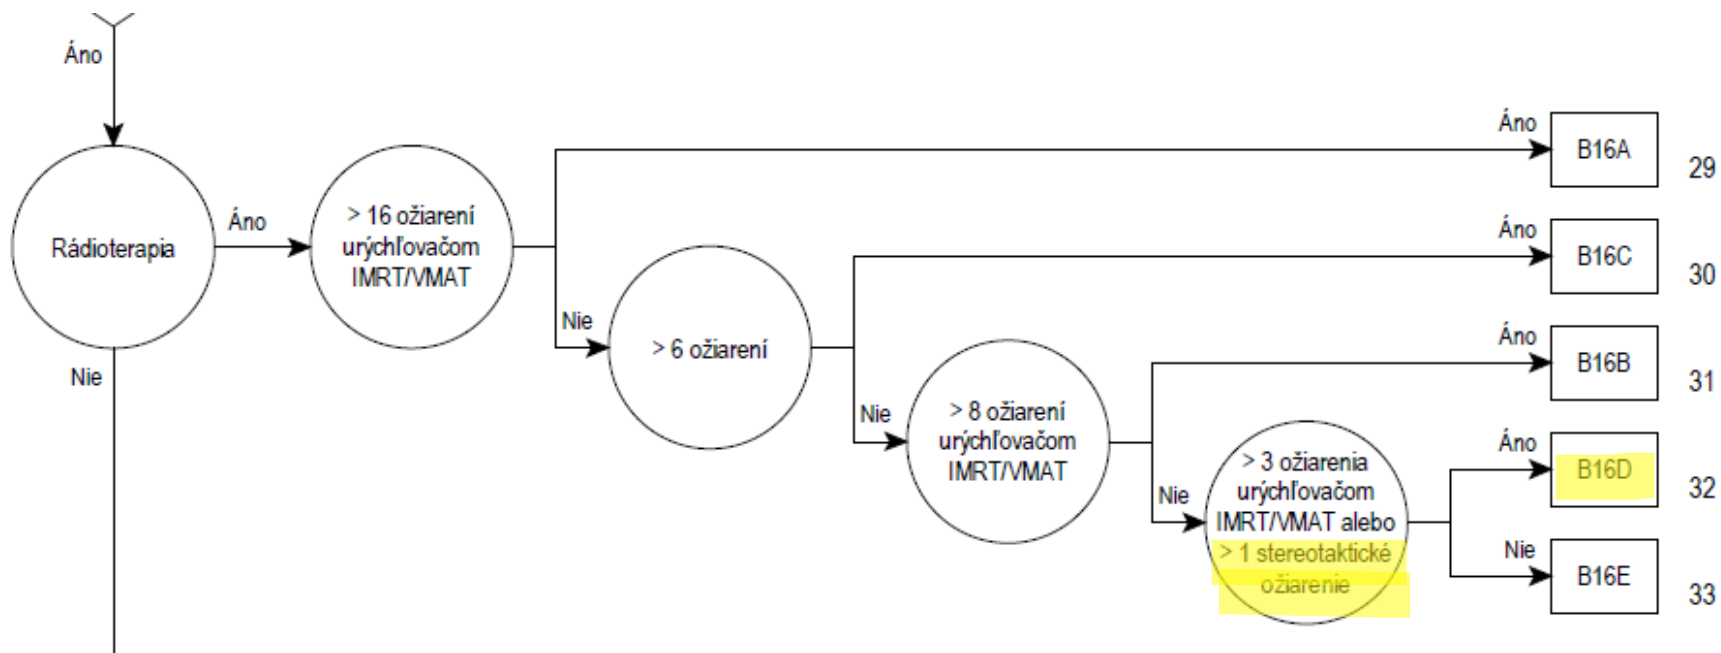 Áno
Rádioterapia
Áno
Nie
> 16 ožiarení
urýchľovačom
IMRT/VMAT
Áno
B16A
29
Nie
> 6 ožiarení
Áno
B16C
30
Nie
> 8 ožiarení
urýchľovačom
IMRT/VMAT
Áno
B16B
31
Nie
> 3 ožiarenia
urýchľovačom
IMRT/VMAT alebo
> 1 stereotaktické
ožiarenie
Áno
B16D
32
Nie
B16E
33